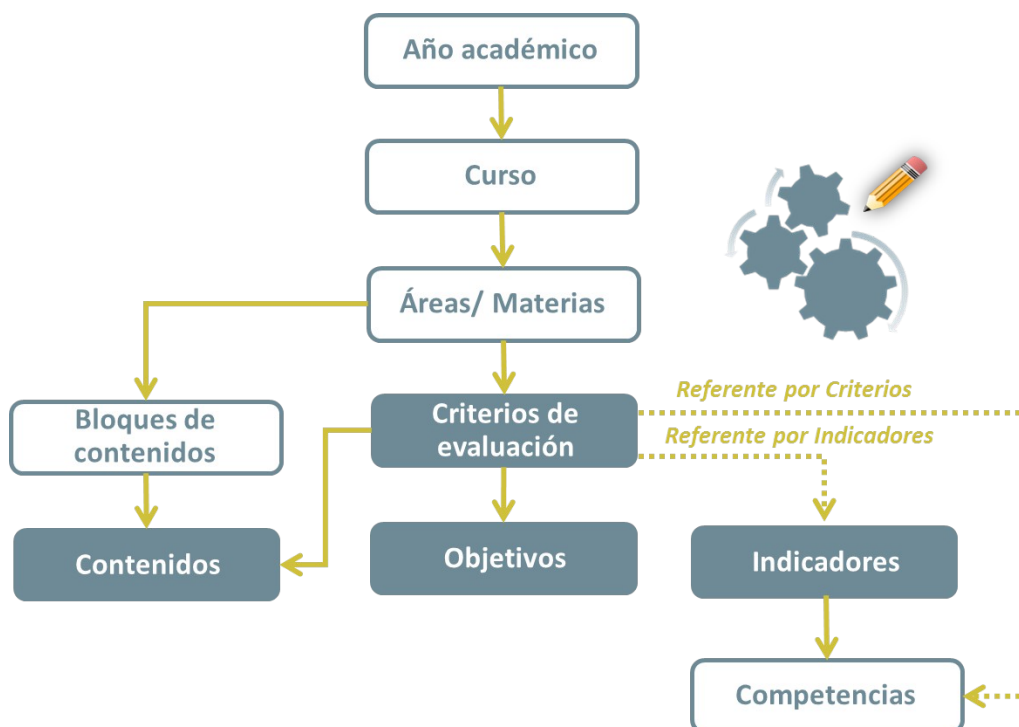 Año académico
Curso
Áreas/ Materias
Referente por Criterios
Bloques de
contenidos
Criterios de
evaluación
Referente por Indicadores
Contenidos
Objetivos
Indicadores
Competencias